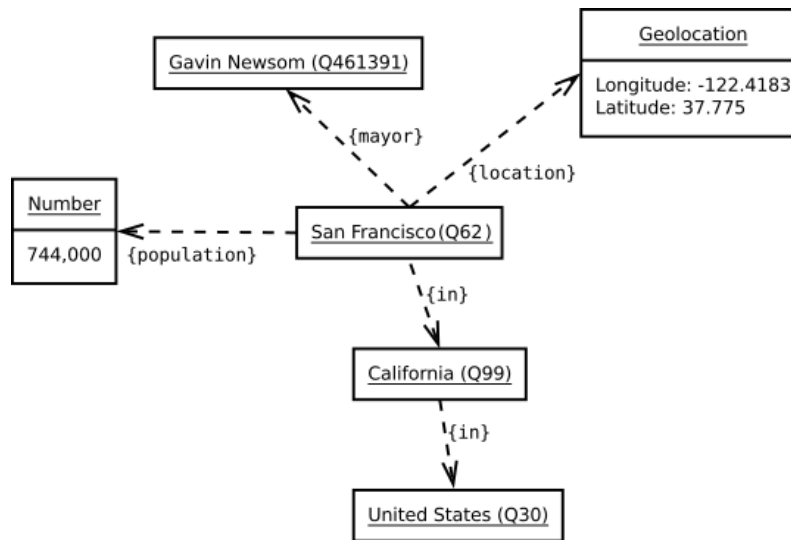 Geolocation
Gavin Newsom (Q461391)
Longitude: -122.4183
Latitude: 37.775
{mayor}
{location}
Number
San Francisco(Q62)
744,000
{population}
{in}
California (Q99)
{in}
United States (Q30)